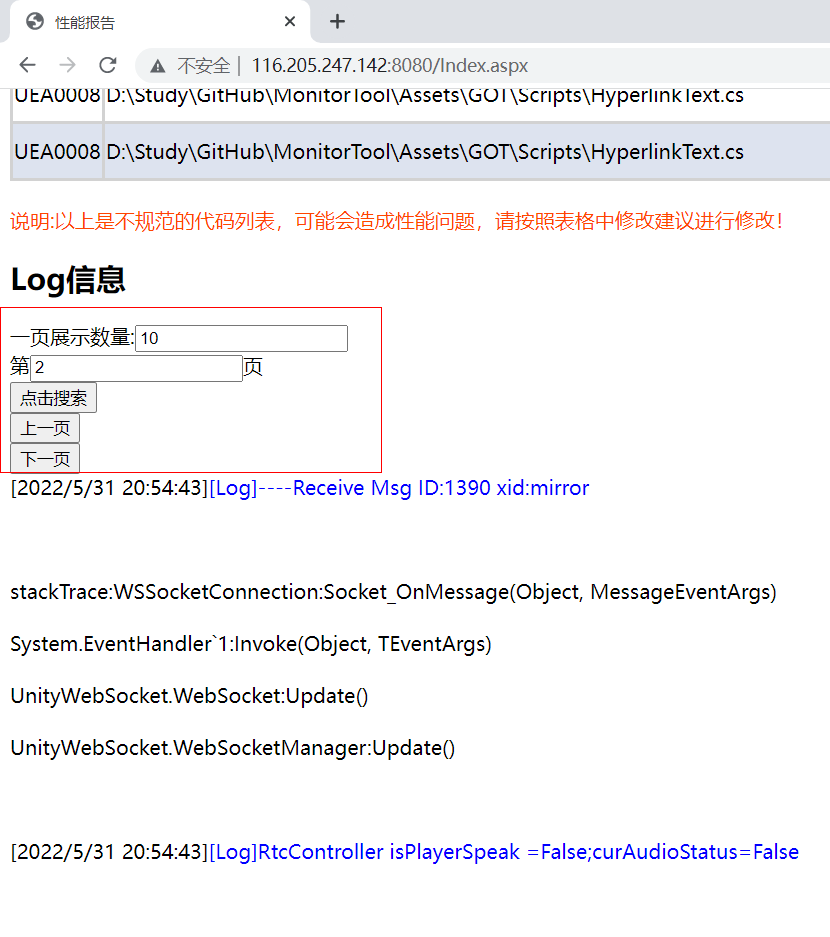 性能报告
不安全 | 116.205.247.142:8080/Index.aspx
UEA0008 D:\Study\GitHub\MonitorTool\Assets\GOT\Scripts\HyperlinkText.cs
UEA0008 D:\Study\GitHub\MonitorTool\Assets\GOT\Scripts\HyperlinkText.cs
说明:以上是不规范的代码列表，可能会造成性能问题，请按照表格中修改建议进行修改！
Log信息
一页展示数量:10
第2页
点击搜索
上一页
下一页
[2022/5/31 20:54:43][Log]----Receive Msg ID:1390 xid:mirror
stackTrace:WSSocketConnection:Socket_OnMessage(Object, MessageEventArgs)
System.EventHandler`1:Invoke(Object, TEventArgs)
UnityWebSocket.WebSocket:Update()
UnityWebSocket.WebSocketManager:Update()
[2022/5/31 20:54:43][Log]RtcController isPlayerSpeak =False;curAudioStatus=False